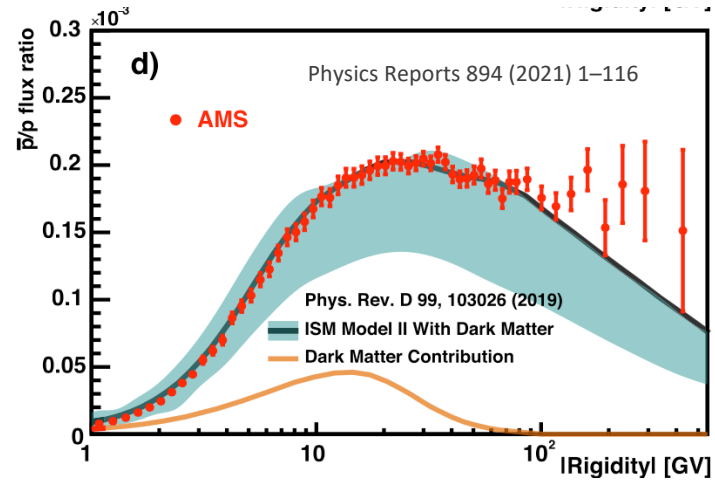 ×10⁻³
d)
Physics Reports 894 (2021) 1–116
AMS
p̅/p flux ratio
0.3
0.25
0.2
0.15
0.1
0.05
0
Phys. Rev. D 99, 103026 (2019)
ISM Model II With Dark Matter
Dark Matter Contribution
1
10
10²
|Rigidity| [GV]